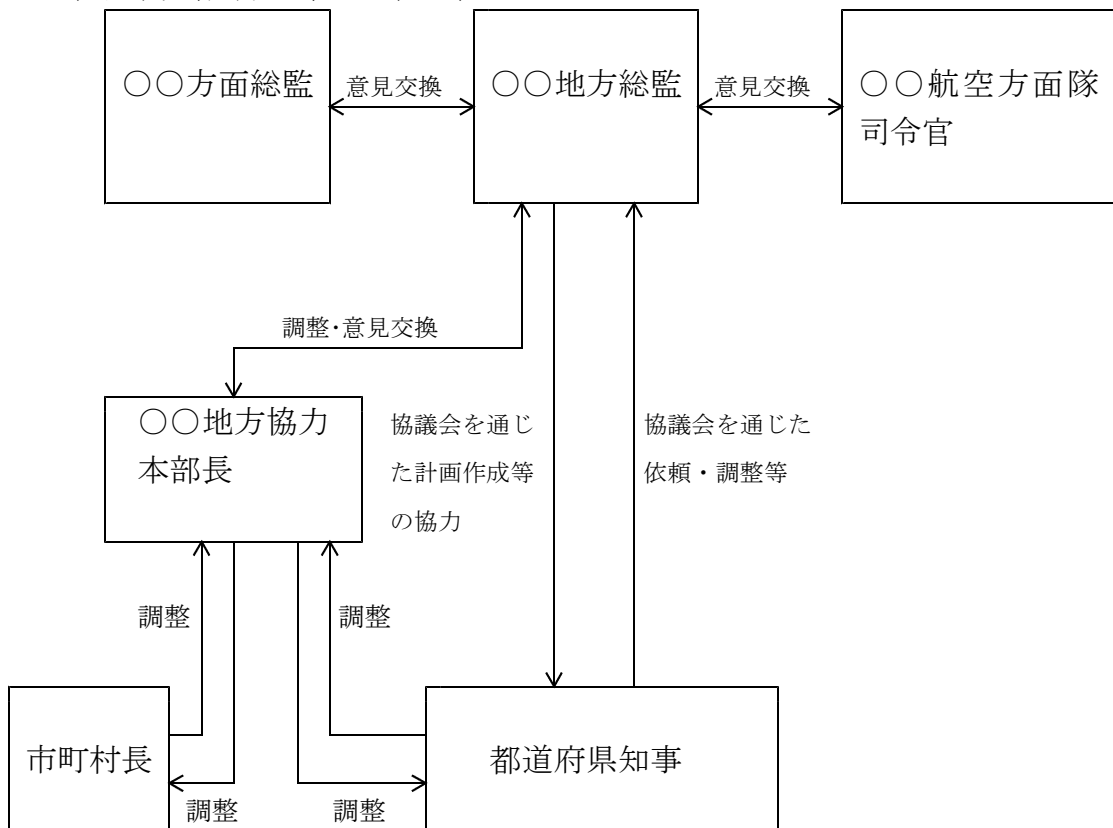 ○○方面総監
意見交換
○○地方総監
意見交換
○○航空方面隊
司令官
調整・意見交換
○○地方協力
本部長
協議会を通じ
た計画作成等
の協力
協議会を通じた
依頼・調整等
調整
調整
市町村長
都道府県知事
調整
調整